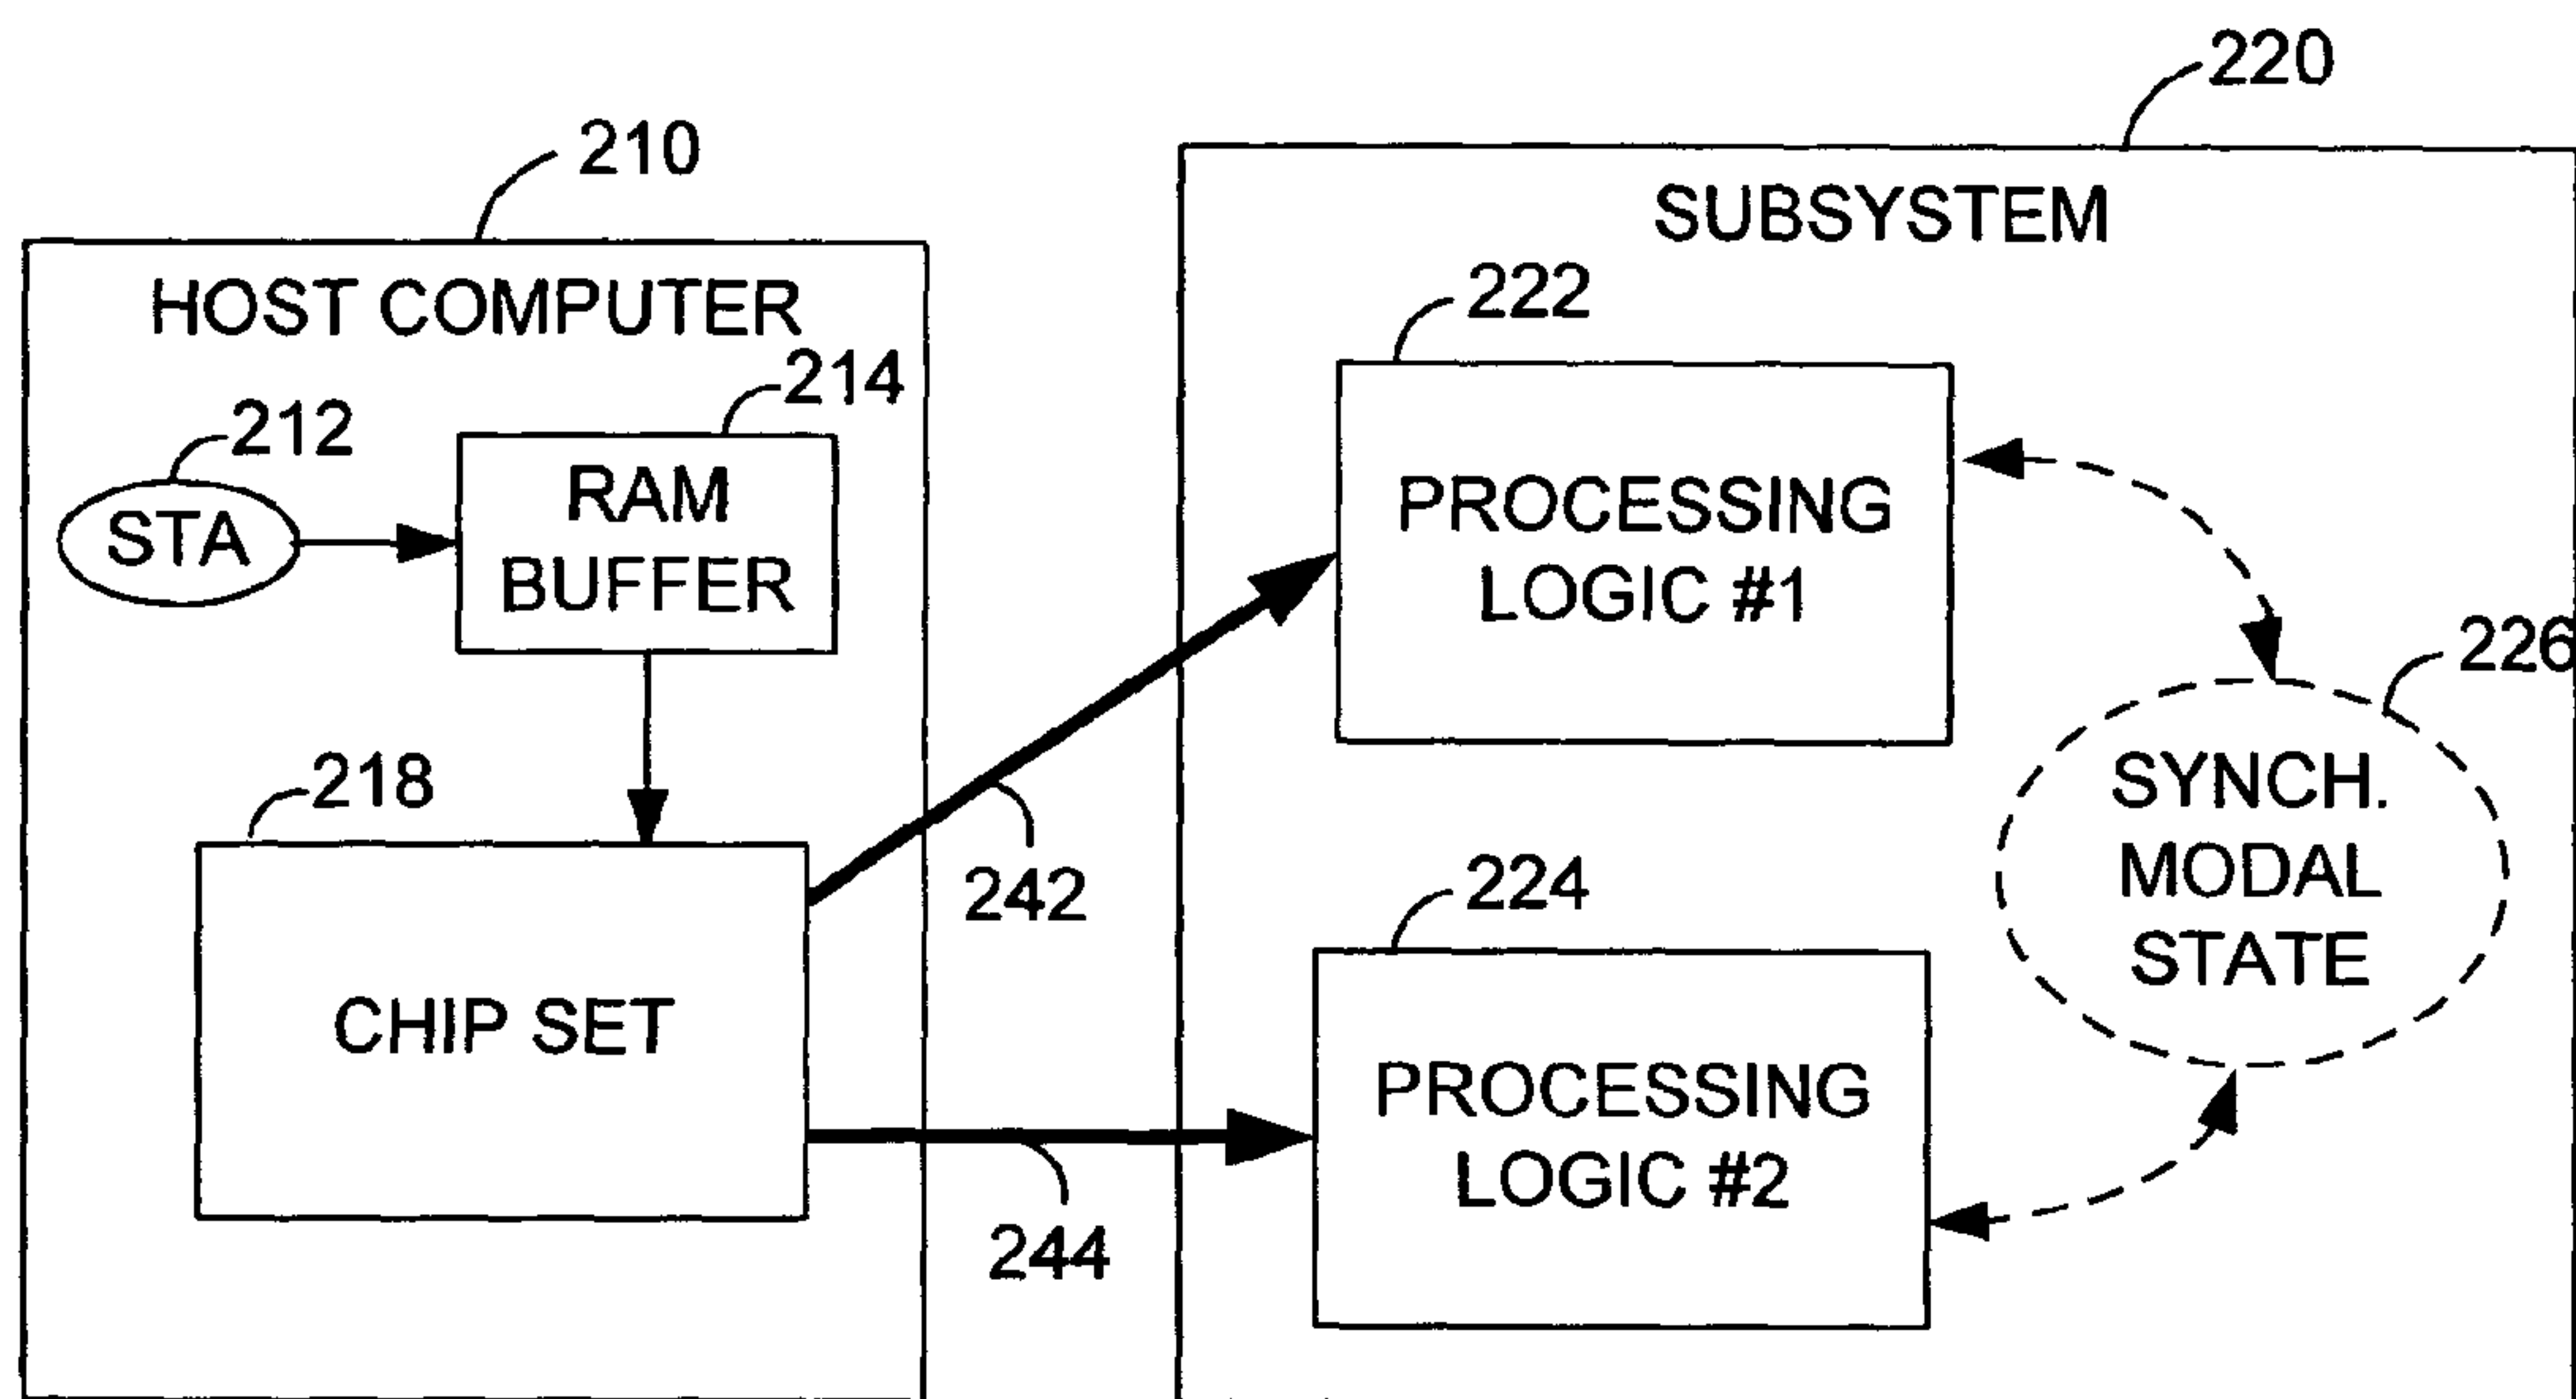 220
210
SUBSYSTEM
HOST COMPUTER
222
214
212
RAM
BUFFER
STA
PROCESSING
LOGIC #1
226
218
SYNCH.
MODAL
STATE
242
224
CHIP SET
PROCESSING
LOGIC #2
244